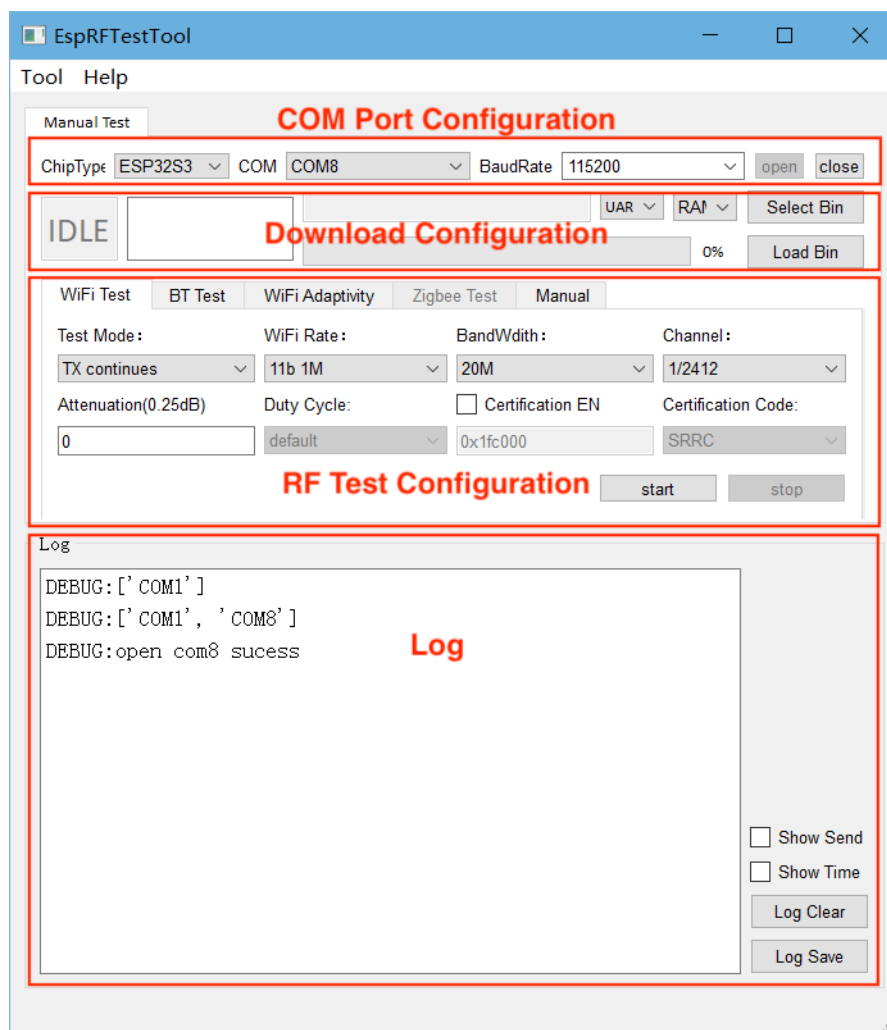 EspRFTestTool
Tool Help
Manual Test
COM Port Configuration
ChipType ESP32S3 COM COM8 BaudRate 115200 open close
IDLE UAR RAM Select Bin
Download Configuration
0% Load Bin
WiFi Test BT Test WiFi Adaptivity Zigbee Test Manual
Test Mode: WiFi Rate: BandWdith: Channel:
TX continues 11b 1M 20M 1/2412
Attenuation(0.25dB) Duty Cycle: Certification EN Certification Code:
0 default 0x1fc000 SRRC
RF Test Configuration start stop
Log
DEBUG:['COM1']
DEBUG:['COM1', 'COM8']
DEBUG:open com8 sucess
Log
Show Send
Show Time
Log Clear
Log Save